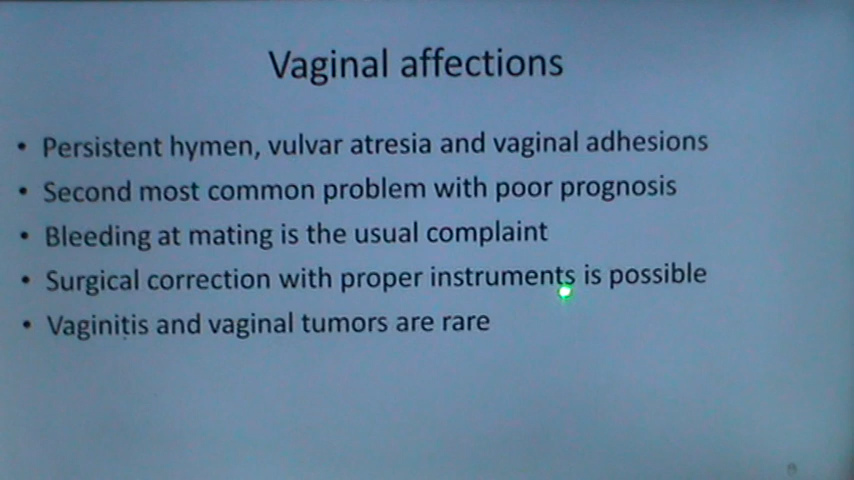 Vaginal affections
• Persistent hymen, vulvar atresia and vaginal adhesions
• Second most common problem with poor prognosis
• Bleeding at mating is the usual complaint
• Surgical correction with proper instruments is possible
• Vaginitis and vaginal tumors are rare